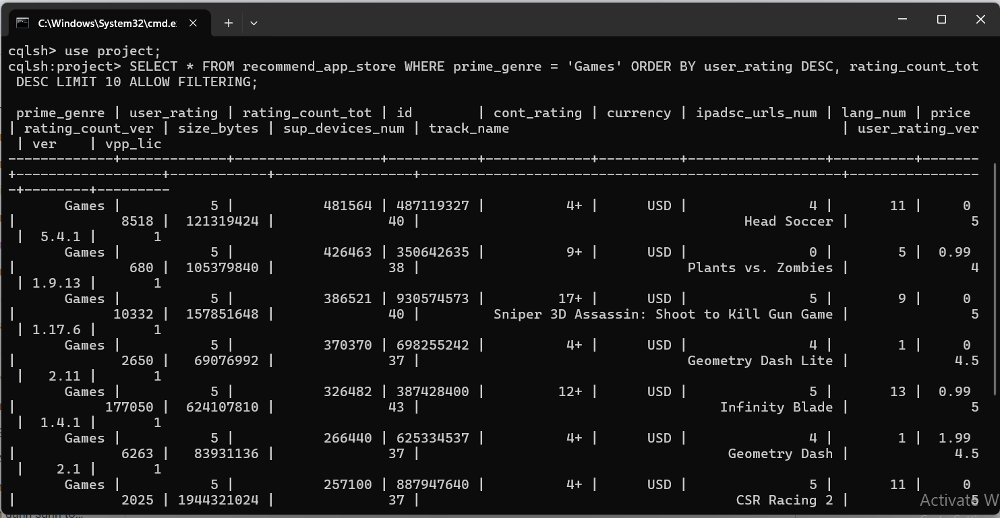 C:\Windows\System32\cmd.e
cqlsh> use project;
cqlsh:project> SELECT * FROM recommend_app_store WHERE prime_genre = 'Games' ORDER BY user_rating DESC, rating_count_tot
DESC LIMIT 10 ALLOW FILTERING;
prime_genre | user_rating | rating_count_tot | id | cont_rating | currency | ipadsc_urls_num | lang_num | price
| rating_count_ver | size_bytes | sup_devices_num | track_name | user_rating_ver
| ver | vpp_lic
-------------+-------------+------------------+-----------+-------------+----------+-----------------+----------+-------
+------------------+------------+-----------------+----------------------------------------------------+----------------
-+--------+---------
Games | 5 | 481564 | 487119327 | 4+ | USD | 4 | 11 | 0
| 8518 | 121319424 | 40 | Head Soccer | 5
| 5.4.1 | 1
Games | 5 | 426463 | 350642635 | 9+ | USD | 0 | 5 | 0.99
| 680 | 105379840 | 38 | Plants vs. Zombies | 4
| 1.9.13 | 1
Games | 5 | 386521 | 930574573 | 17+ | USD | 5 | 9 | 0
| 10332 | 157851648 | 40 | Sniper 3D Assassin: Shoot to Kill Gun Game | 5
| 1.17.6 | 1
Games | 5 | 370370 | 698255242 | 4+ | USD | 4 | 1 | 0
| 2650 | 69076992 | 37 | Geometry Dash Lite | 4.5
| 2.11 | 1
Games | 5 | 326482 | 387428400 | 12+ | USD | 5 | 13 | 0.99
| 177050 | 624107810 | 43 | Infinity Blade | 5
| 1.4.1 | 1
Games | 5 | 266440 | 625334537 | 4+ | USD | 4 | 1 | 1.99
| 6263 | 83931136 | 37 | Geometry Dash | 4.5
| 2.1 | 1
Games | 5 | 257100 | 887947640 | 4+ | USD | 5 | 11 | 0
| 2025 | 1944321024 | 37 | CSR Racing 2 | 5
Activate W